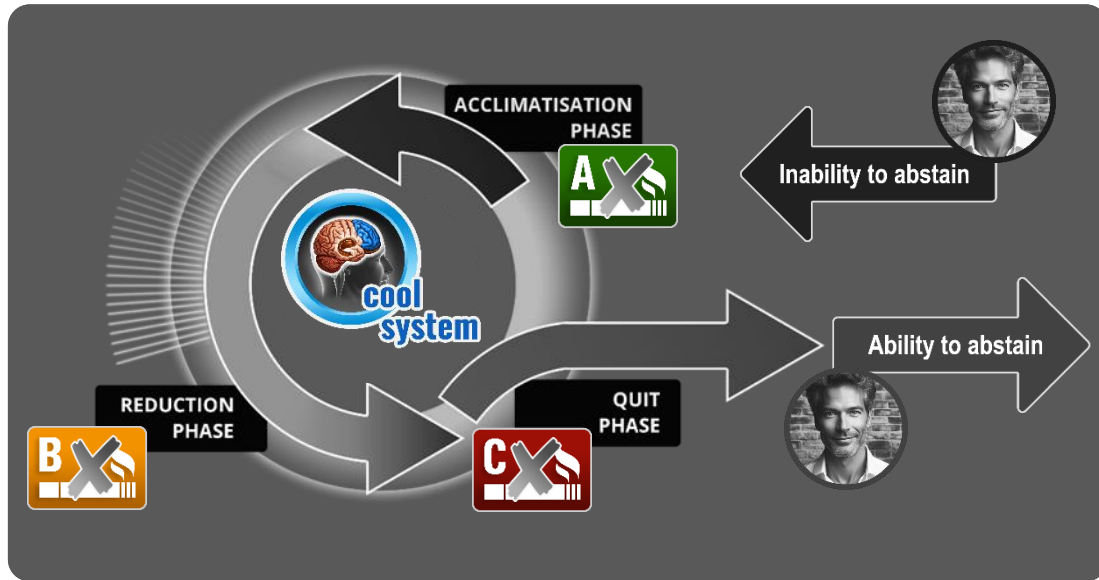 ACCLIMATISATION
PHASE
A
Inability to abstain
cool
system
Ability to abstain
REDUCTION
PHASE
B
QUIT
PHASE
C